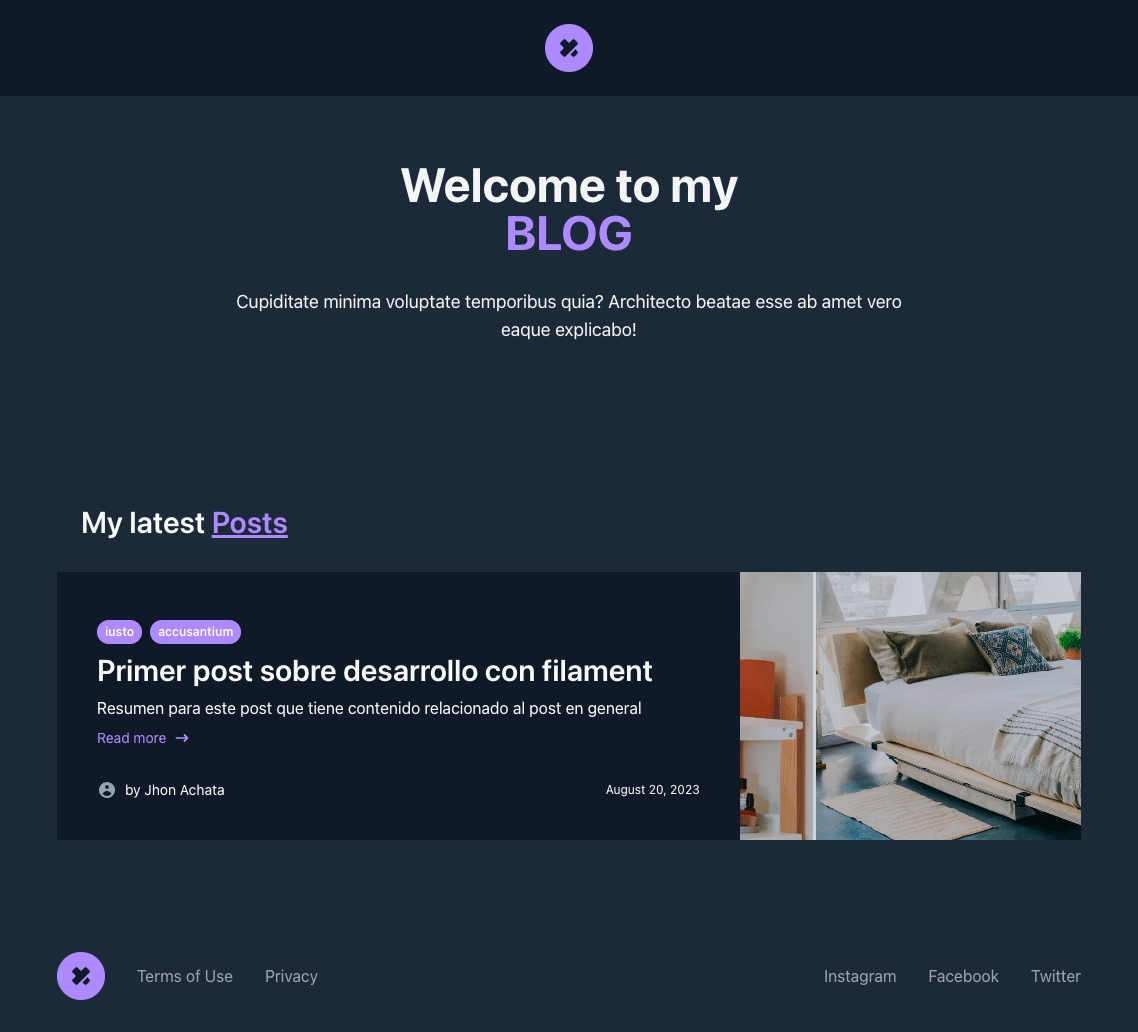 Welcome to my
BLOG
Cupiditate minima voluptate temporibus quia? Architecto beatae esse ab amet vero
eaque explicabo!
My latest Posts
iusto accusantium
Primer post sobre desarrollo con filament
Resumen para este post que tiene contenido relacionado al post en general
Read more →
by Jhon Achata August 20, 2023
Terms of Use Privacy Instagram Facebook Twitter